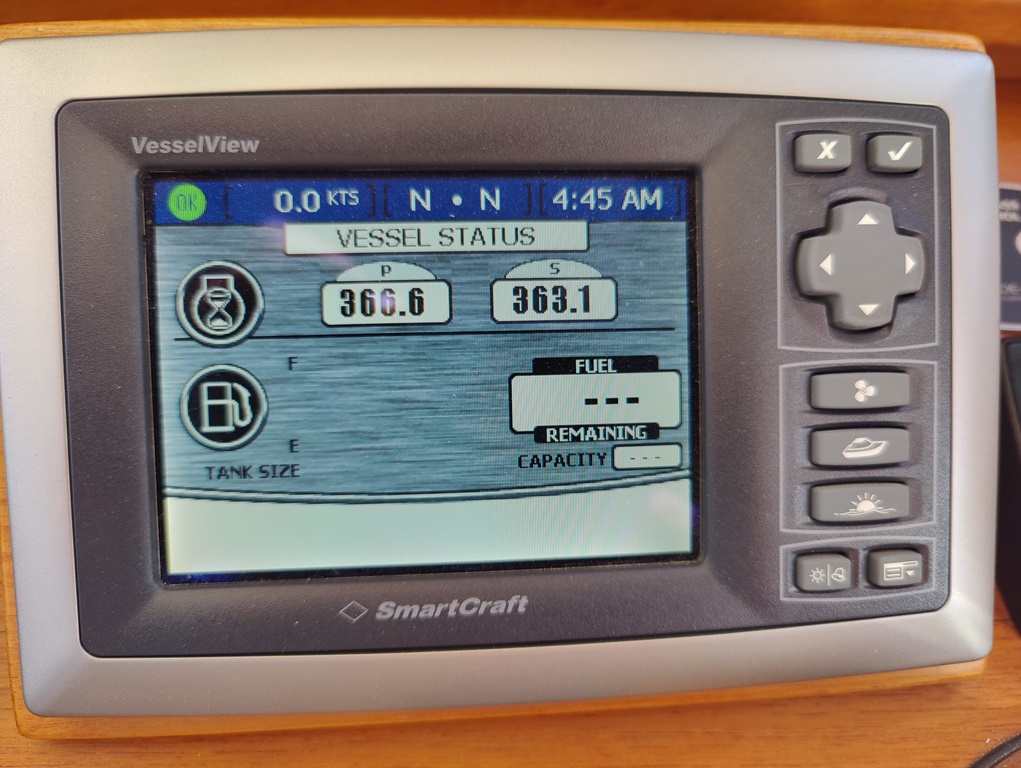 VesselView
OK 0.0 KTS N • N 4:45 AM
VESSEL STATUS
P S
366.6 363.1
F
FUEL
---
REMAINING
E
CAPACITY ---
TANK SIZE
SmartCraft
X